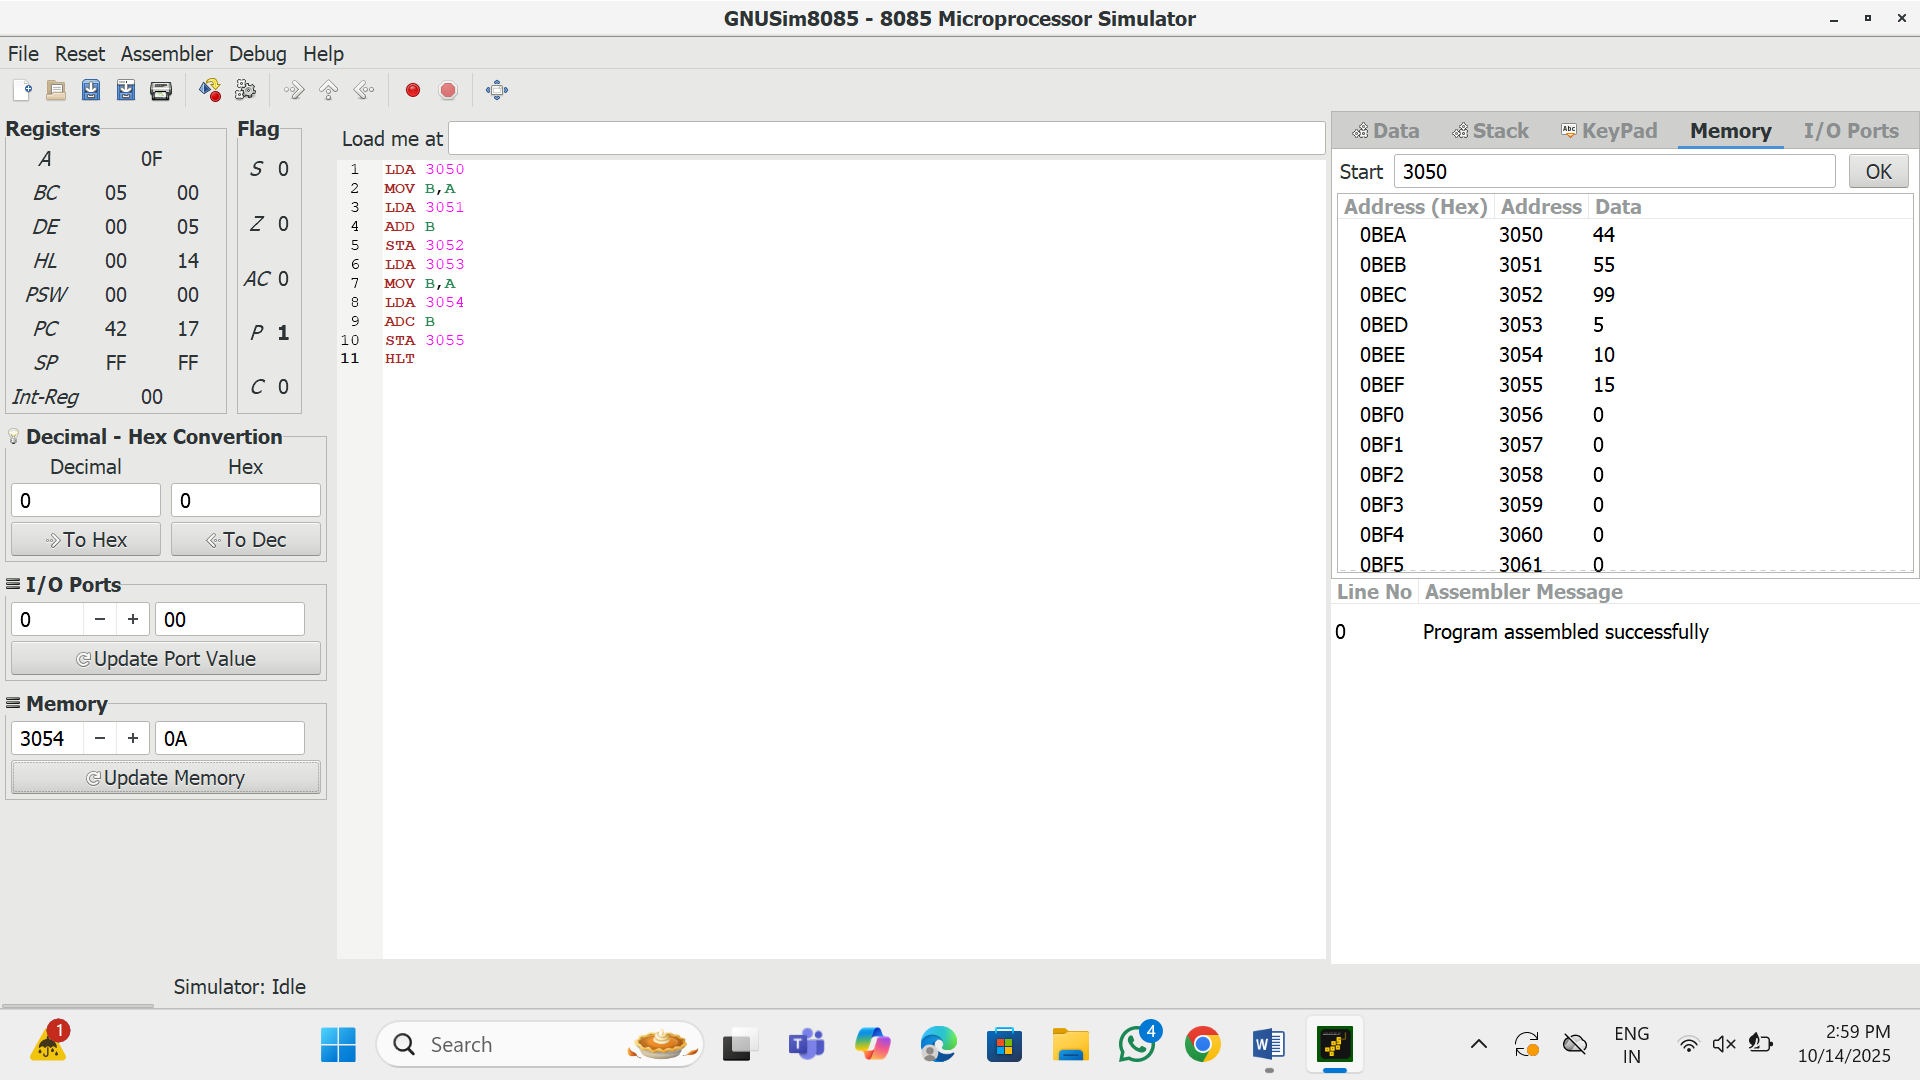 GNUSim8085 - 8085 Microprocessor Simulator
File Reset Assembler Debug Help
Registers
A 0F
BC 05 00
DE 00 05
HL 00 14
PSW 00 00
PC 42 17
SP FF FF
Int-Reg 00
Flag
S 0
Z 0
AC 0
P 1
C 0
Decimal - Hex Convertion
Decimal Hex
0 0
To Hex To Dec
I/O Ports
0 − + 00
Update Port Value
Memory
3054 − + 0A
Update Memory
Simulator: Idle
Load me at
1 LDA 3050
2 MOV B,A
3 LDA 3051
4 ADD B
5 STA 3052
6 LDA 3053
7 MOV B,A
8 LDA 3054
9 ADC B
10 STA 3055
11 HLT
Data Stack Abc KeyPad Memory I/O Ports
Start 3050 OK
Address (Hex) Address Data
0BEA 3050 44
0BEB 3051 55
0BEC 3052 99
0BED 3053 5
0BEE 3054 10
0BEF 3055 15
0BF0 3056 0
0BF1 3057 0
0BF2 3058 0
0BF3 3059 0
0BF4 3060 0
0BF5 3061 0
Line No Assembler Message
0 Program assembled successfully
1
Search
T
4
W
ENG
IN
2:59 PM
10/14/2025